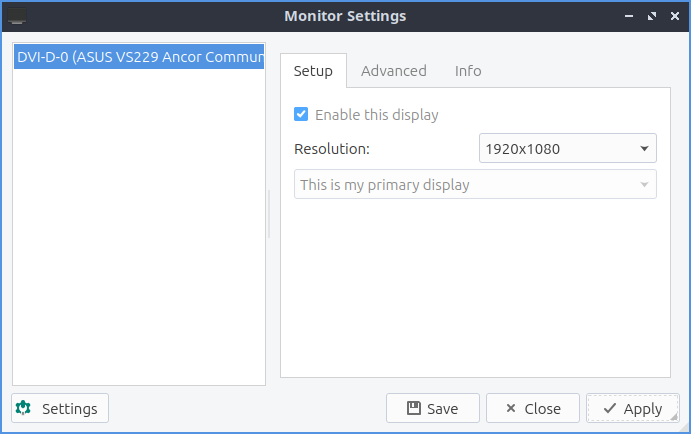 Monitor Settings
DVI-D-0 (ASUS VS229 Ancor Commun
Setup
Advanced
Info
Enable this display
Resolution:
1920x1080
This is my primary display
Settings
Save
Close
Apply